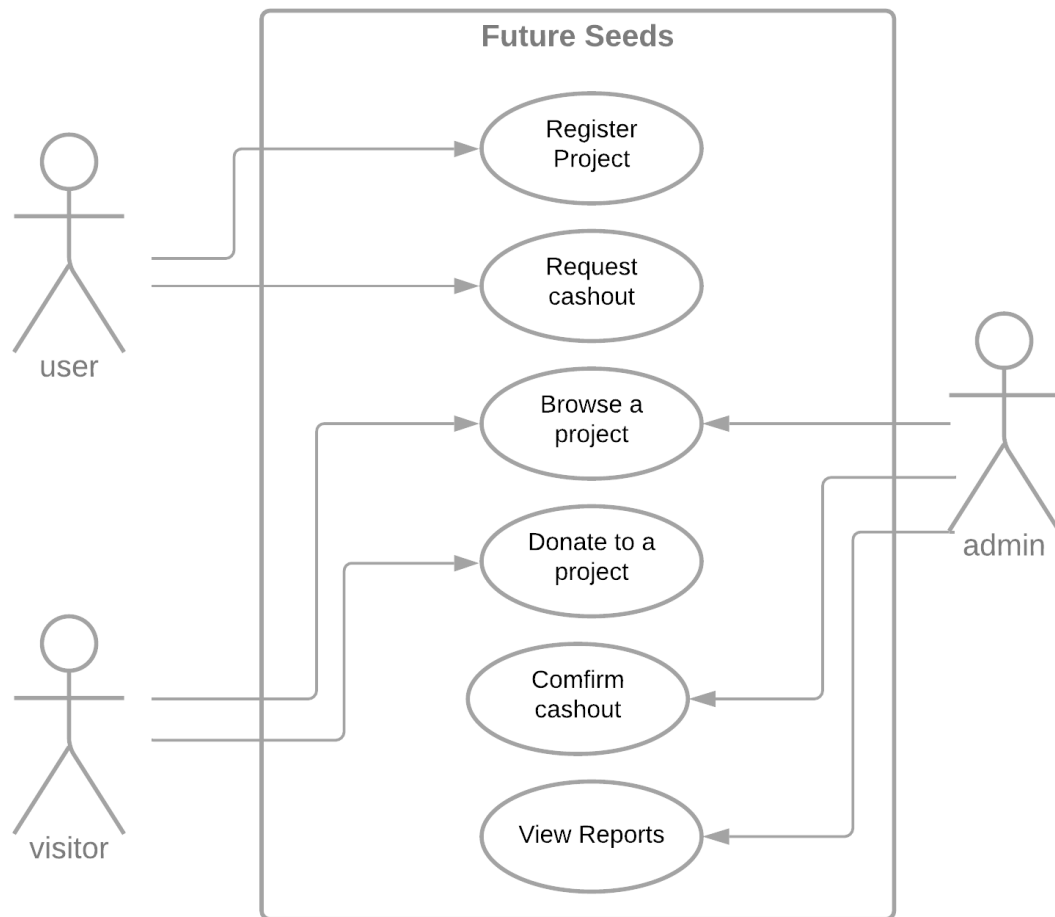 Future Seeds
Register
Project
Request
cashout
user
Browse a
project
Donate to a
project
admin
Comfirm
cashout
View Reports
visitor